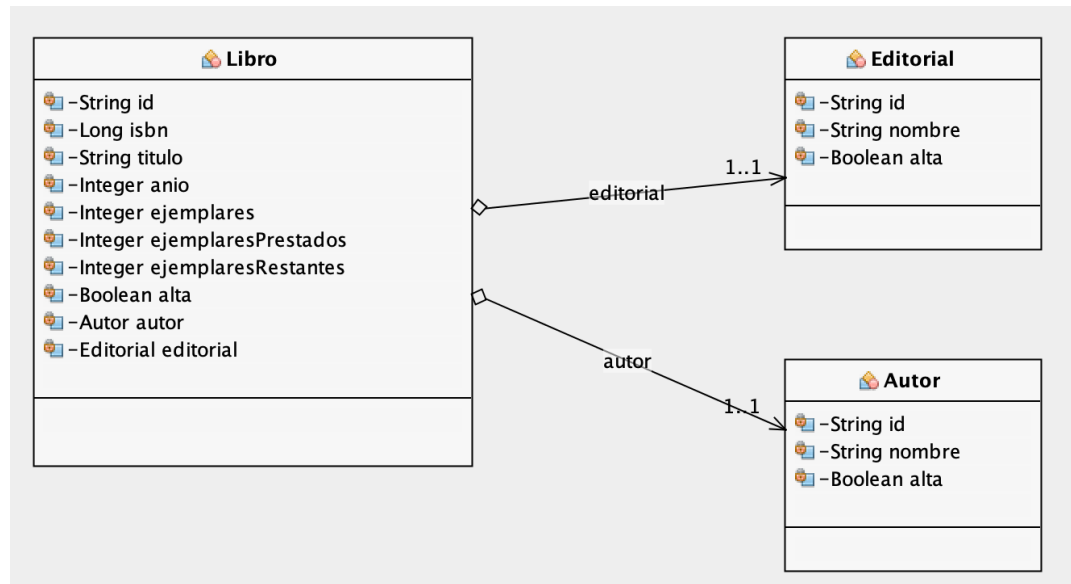 Libro
-String id
-Long isbn
-String titulo
-Integer anio
-Integer ejemplares
-Integer ejemplaresPrestados
-Integer ejemplaresRestantes
-Boolean alta
-Autor autor
-Editorial editorial
editorial
1..1
autor
1..1
Editorial
-String id
-String nombre
-Boolean alta
Autor
-String id
-String nombre
-Boolean alta